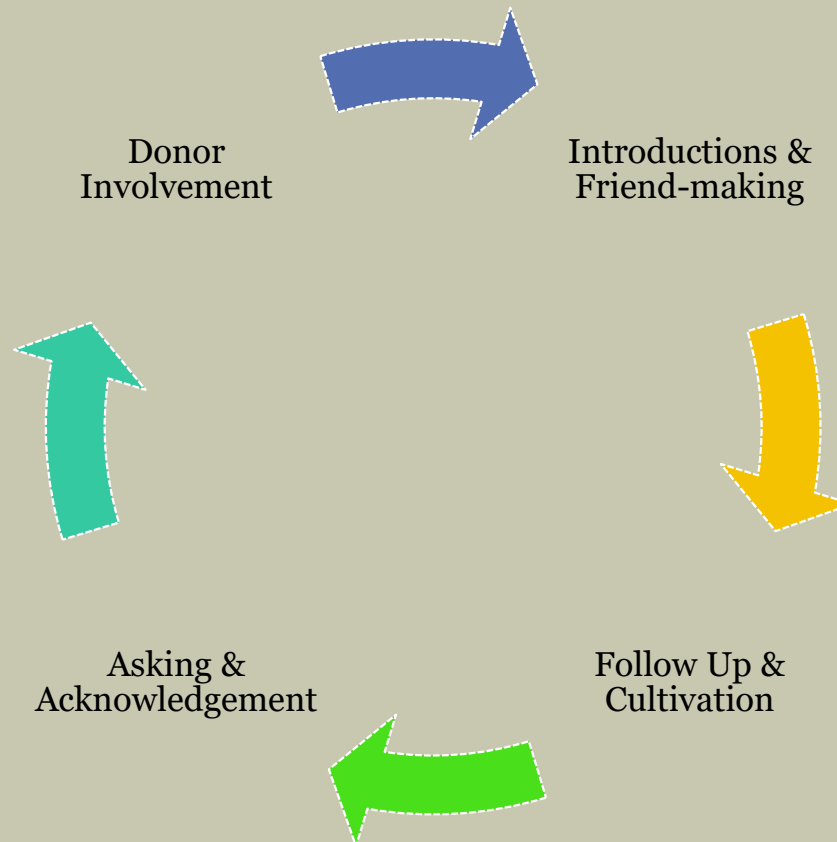 Donor
Involvement
Introductions &
Friend-making
Asking &
Acknowledgement
Follow Up &
Cultivation